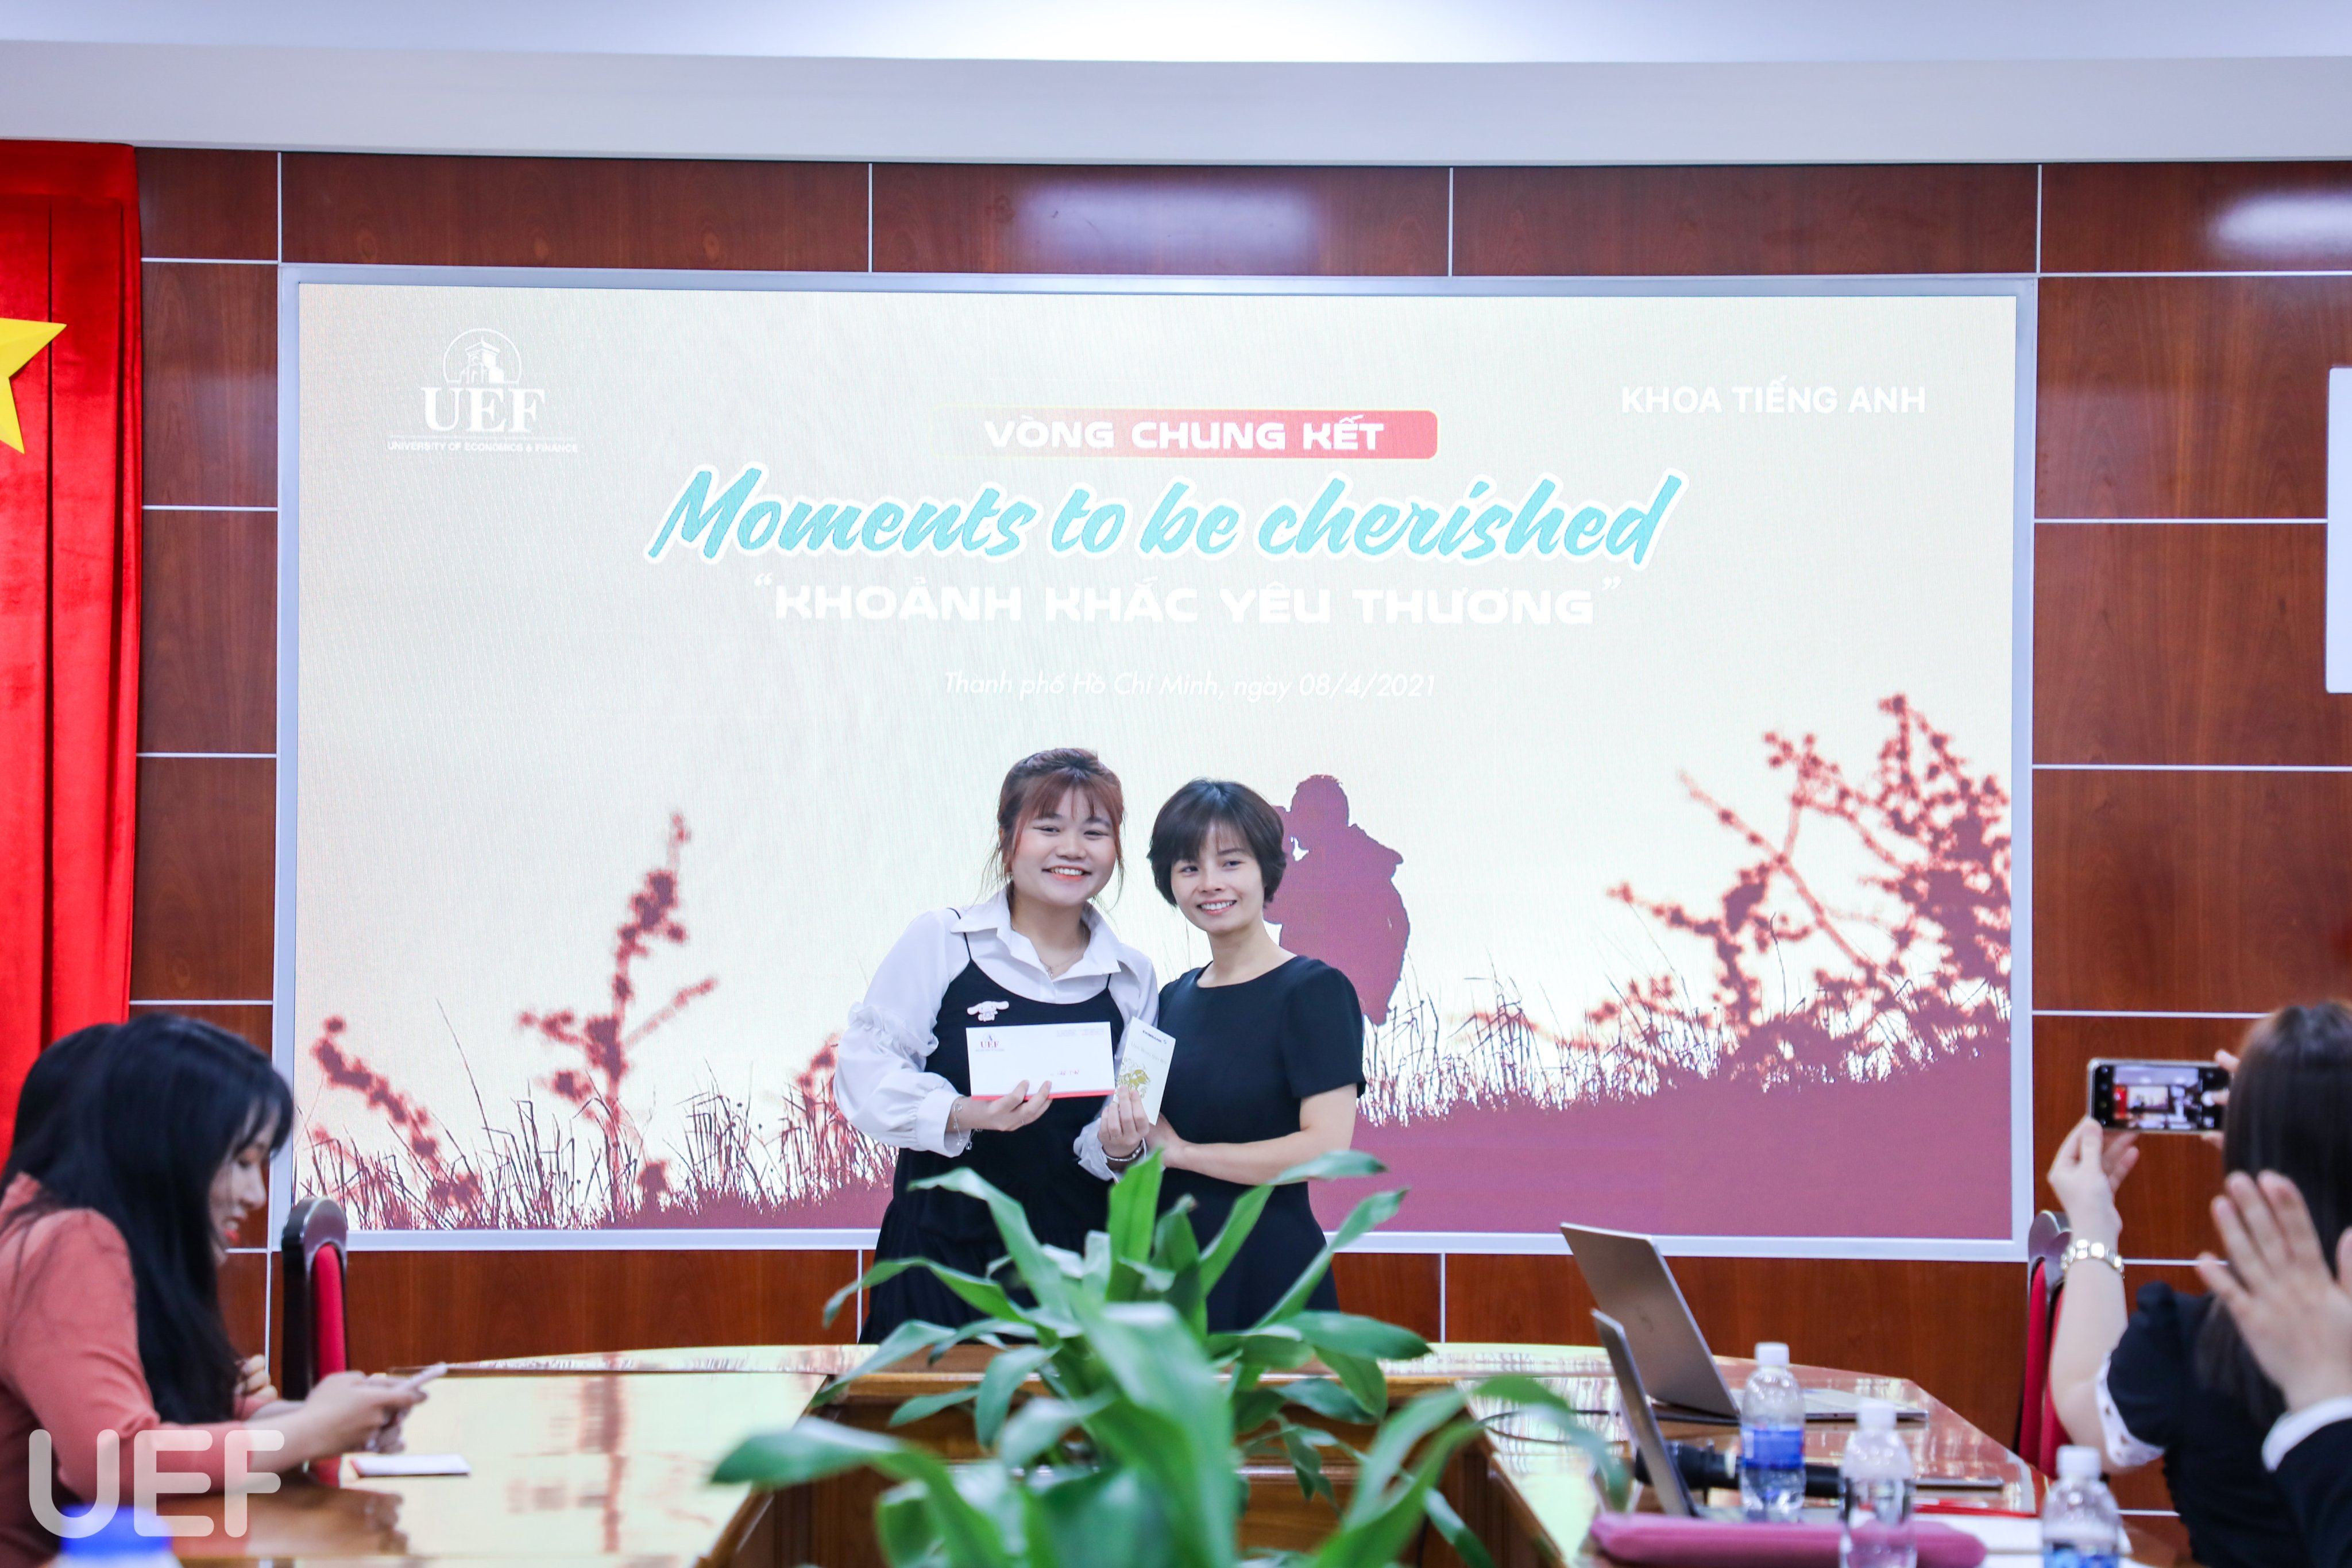 UEF
UNIVERSITY OF ECONOMICS & FINANCE
KHOA TIẾNG ANH
VÒNG CHUNG KẾT
Moments to be cherished
“KHOẢNH KHẮC YÊU THƯƠNG”
Thành phố Hồ Chí Minh, ngày 08/4/2021
UEF
UEF